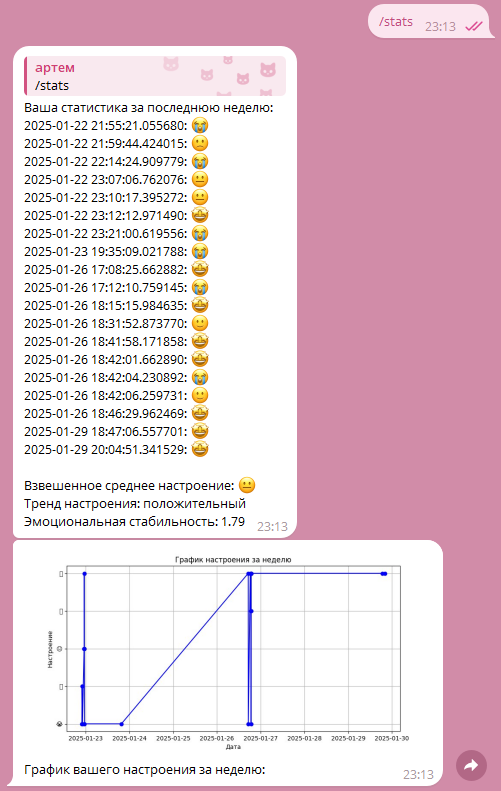 /stats
23:13
артем
/stats
Ваша статистика за последнюю неделю:
2025-01-22 21:55:21.055680: 😭
2025-01-22 21:59:44.424015: 🙁
2025-01-22 22:14:24.909779: 😭
2025-01-22 23:07:06.762076: 😐
2025-01-22 23:10:17.395272: 😐
2025-01-22 23:12:12.971490: 🤩
2025-01-22 23:21:00.619556: 😭
2025-01-23 19:35:09.021788: 😭
2025-01-26 17:08:25.662882: 🤩
2025-01-26 17:12:10.759145: 😭
2025-01-26 18:15:15.984635: 🤩
2025-01-26 18:31:52.873770: 🙂
2025-01-26 18:41:58.171858: 🤩
2025-01-26 18:42:01.662890: 🤩
2025-01-26 18:42:04.230892: 😭
2025-01-26 18:42:06.259731: 🙂
2025-01-26 18:46:29.962469: 🤩
2025-01-29 18:47:06.557701: 🤩
2025-01-29 20:04:51.341529: 🤩
Взвешенное среднее настроение: 😐
Тренд настроения: положительный
Эмоциональная стабильность: 1.79
23:13
График настроения за неделю
Настроение
2025-01-23 2025-01-24 2025-01-25 2025-01-26 2025-01-27 2025-01-28 2025-01-29 2025-01-30
Дата
График вашего настроения за неделю:
23:13